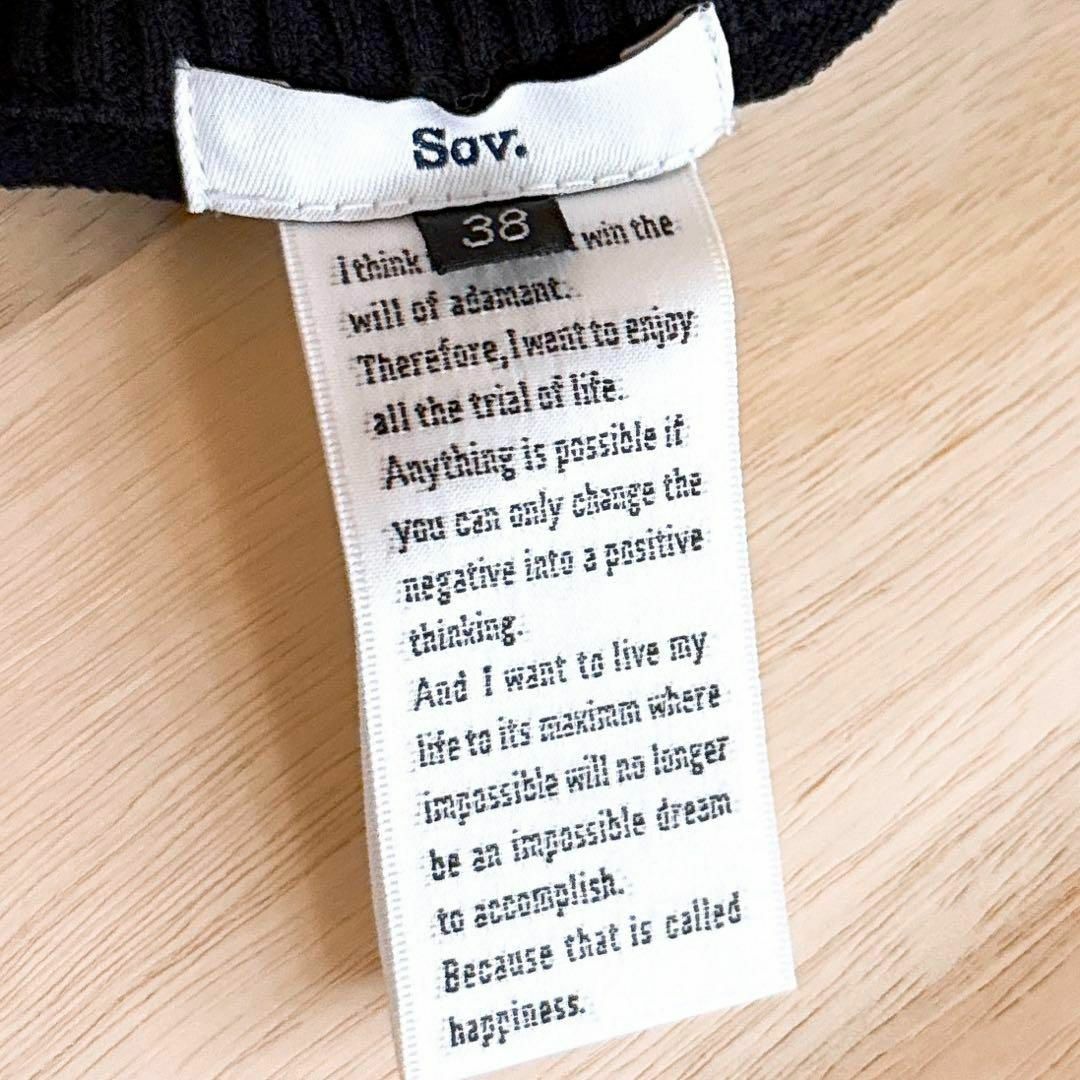 Sov.
38
I think win the
will of adamant.
Therefore, I want to enjoy
all the trial of life.
Anything is possible if
you can only change the
negative into a positive
thinking.
And I want to live my
life to its maximm where
impossible will no longer
be an impossible dream
to accomplish.
Because that is called
happiness.